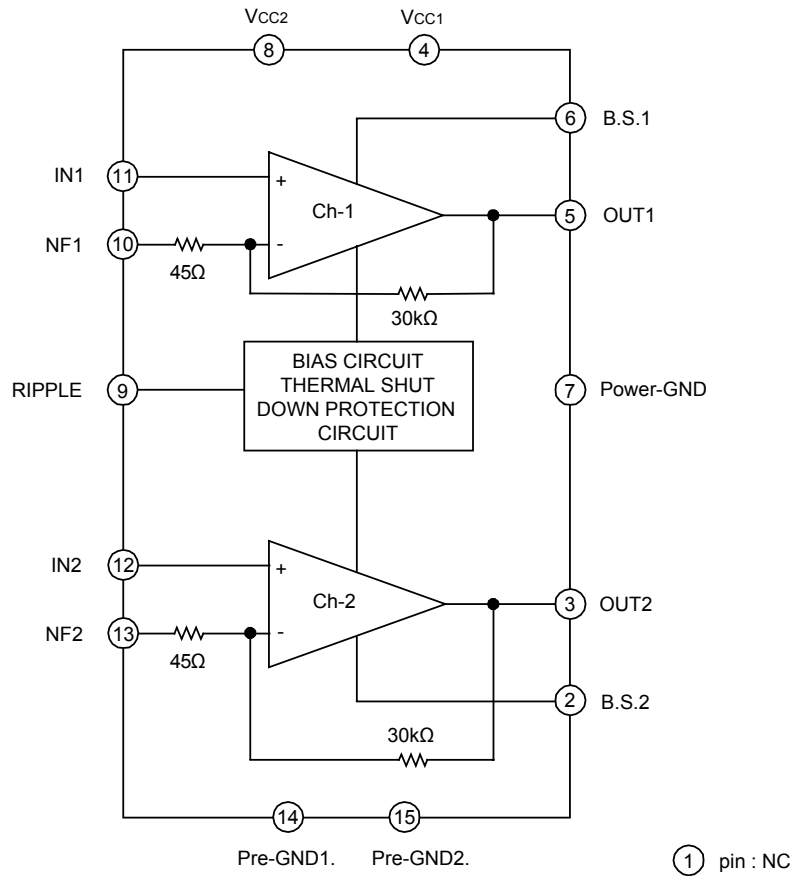 VCC2
VCC1
8
4
6
B.S.1
IN1
11
+
Ch-1
5
OUT1
NF1
10
-
45Ω
30kΩ
BIAS CIRCUIT
THERMAL SHUT
DOWN PROTECTION
CIRCUIT
RIPPLE
9
7
Power-GND
IN2
12
+
Ch-2
3
OUT2
NF2
13
-
45Ω
2
B.S.2
30kΩ
14
15
Pre-GND1.
Pre-GND2.
1 pin : NC